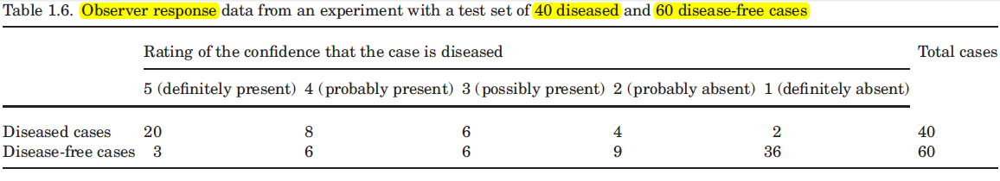 Table 1.6. Observer response data from an experiment with a test set of 40 diseased and 60 disease-free cases
Rating of the confidence that the case is diseased Total cases
5 (definitely present) 4 (probably present) 3 (possibly present) 2 (probably absent) 1 (definitely absent)
Diseased cases 20 8 6 4 2 40
Disease-free cases 3 6 6 9 36 60